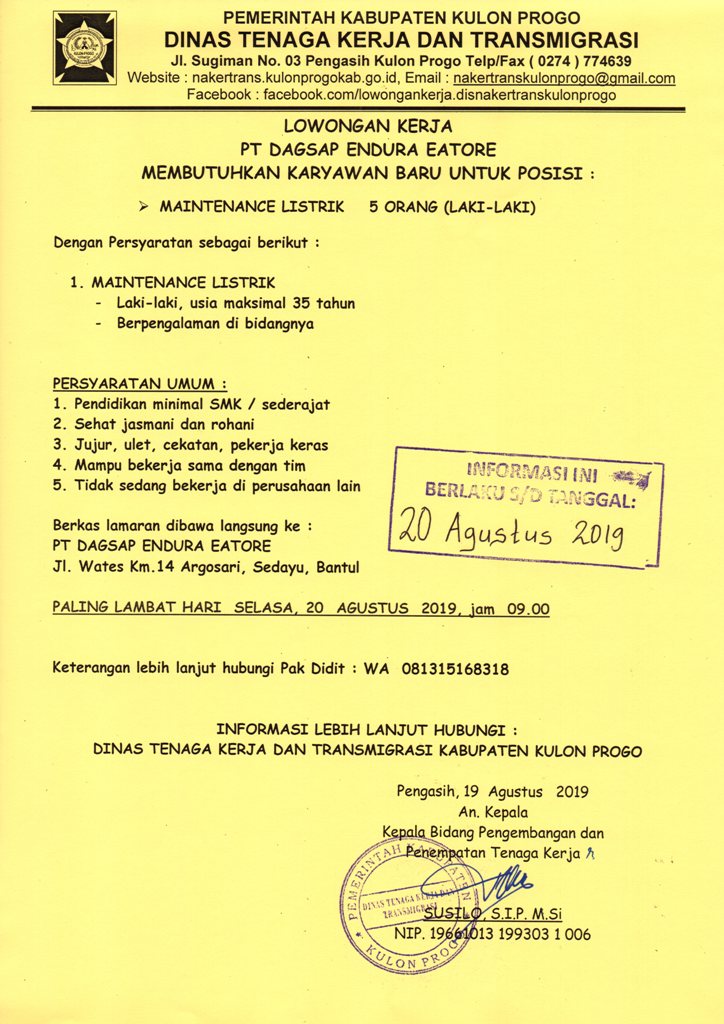 PEMERINTAH KABUPATEN KULON PROGO
DINAS TENAGA KERJA DAN TRANSMIGRASI
Jl. Sugiman No. 03 Pengasih Kulon Progo Telp/Fax ( 0274 ) 774639
Website : nakertrans.kulonprogokab.go.id, Email : nakertranskulonprogo@gmail.com
Facebook : facebook.com/lowongankerja.disnakertranskulonprogo
LOWONGAN KERJA
PT DAGSAP ENDURA EATORE
MEMBUTUHKAN KARYAWAN BARU UNTUK POSISI :
➢ MAINTENANCE LISTRIK 5 ORANG (LAKI-LAKI)
Dengan Persyaratan sebagai berikut :
1. MAINTENANCE LISTRIK
- Laki-laki, usia maksimal 35 tahun
- Berpengalaman di bidangnya
PERSYARATAN UMUM :
1. Pendidikan minimal SMK / sederajat
2. Sehat jasmani dan rohani
3. Jujur, ulet, cekatan, pekerja keras
4. Mampu bekerja sama dengan tim
5. Tidak sedang bekerja di perusahaan lain
INFORMASI INI
BERLAKU S/D TANGGAL:
20 Agustus 2019
Berkas lamaran dibawa langsung ke :
PT DAGSAP ENDURA EATORE
Jl. Wates Km.14 Argosari, Sedayu, Bantul
PALING LAMBAT HARI SELASA, 20 AGUSTUS 2019, jam 09.00
Keterangan lebih lanjut hubungi Pak Didit : WA 081315168318
INFORMASI LEBIH LANJUT HUBUNGI :
DINAS TENAGA KERJA DAN TRANSMIGRASI KABUPATEN KULON PROGO
Pengasih, 19 Agustus 2019
An. Kepala
Kepala Bidang Pengembangan dan
Penempatan Tenaga Kerja
PEMERINTAH KABUPATEN
DINAS TENAGA KERJA DAN
TRANSMIGRASI
KULON PROGO
SUSILO, S.I.P. M.Si
NIP. 19661013 199303 1 006